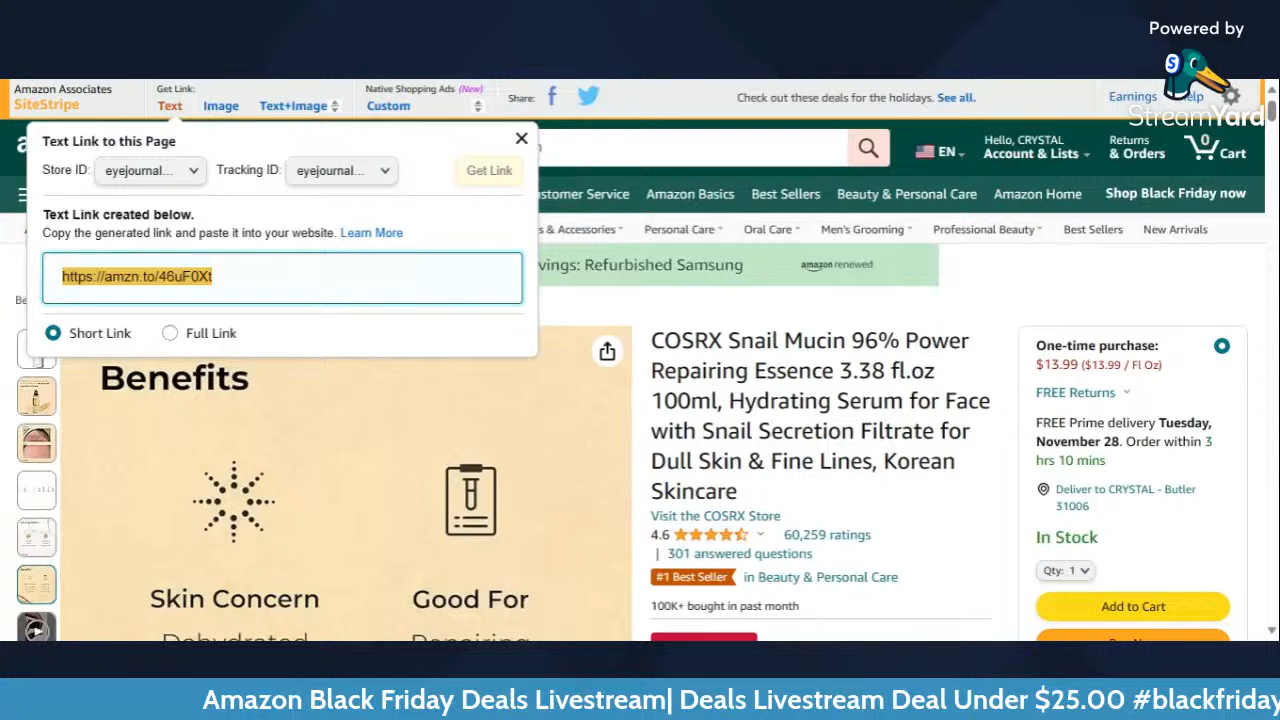 Powered by
StreamYard
Amazon Associates
SiteStripe
Get Link:
Text
Image
Text+Image
Native Shopping Ads (New)
Custom
Share:
Check out these deals for the holidays. See all.
Earnings
Text Link to this Page
Store ID: eyejournal...
Tracking ID: eyejournal...
Get Link
Text Link created below.
Copy the generated link and paste it into your website. Learn More
https://amzn.to/46uF0Xt
Short Link
Full Link
EN
Hello, CRYSTAL
Account & Lists
Returns
& Orders
0
Cart
Customer Service
Amazon Basics
Best Sellers
Beauty & Personal Care
Amazon Home
Shop Black Friday now
s & Accessories
Personal Care
Oral Care
Men's Grooming
Professional Beauty
Best Sellers
New Arrivals
vings: Refurbished Samsung
amazon renewed
Be
Benefits
Skin Concern
Good For
Dehydrated
Repairing
COSRX Snail Mucin 96% Power
Repairing Essence 3.38 fl.oz
100ml, Hydrating Serum for Face
with Snail Secretion Filtrate for
Dull Skin & Fine Lines, Korean
Skincare
Visit the COSRX Store
4.6
60,259 ratings
| 301 answered questions
#1 Best Seller in Beauty & Personal Care
100K+ bought in past month
One-time purchase:
$13.99 ($13.99 / Fl Oz)
FREE Returns
FREE Prime delivery Tuesday,
November 28. Order within 3
hrs 10 mins
Deliver to CRYSTAL - Butler
31006
In Stock
Qty: 1
Add to Cart
Amazon Black Friday Deals Livestream| Deals Livestream Deal Under $25.00 #blackfriday